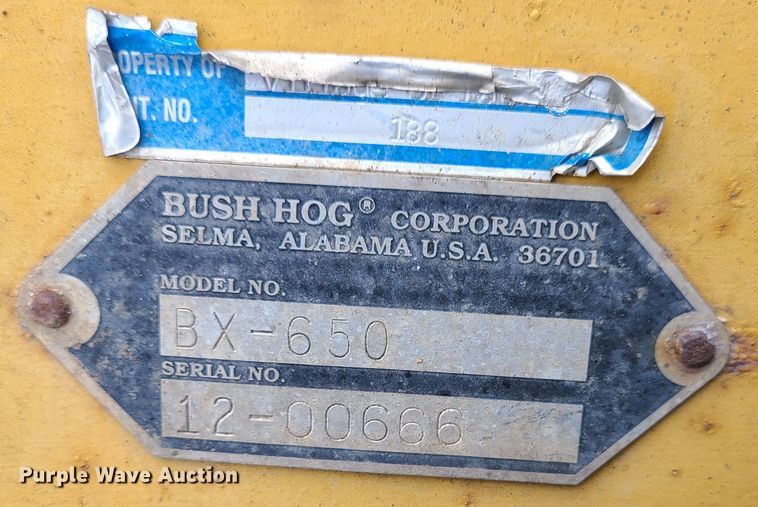 OPERTY OF
NT. NO. 188
BUSH HOG® CORPORATION
SELMA, ALABAMA U.S.A. 36701
MODEL NO.
BX-650
SERIAL NO.
12-00666
Purple Wave Auction